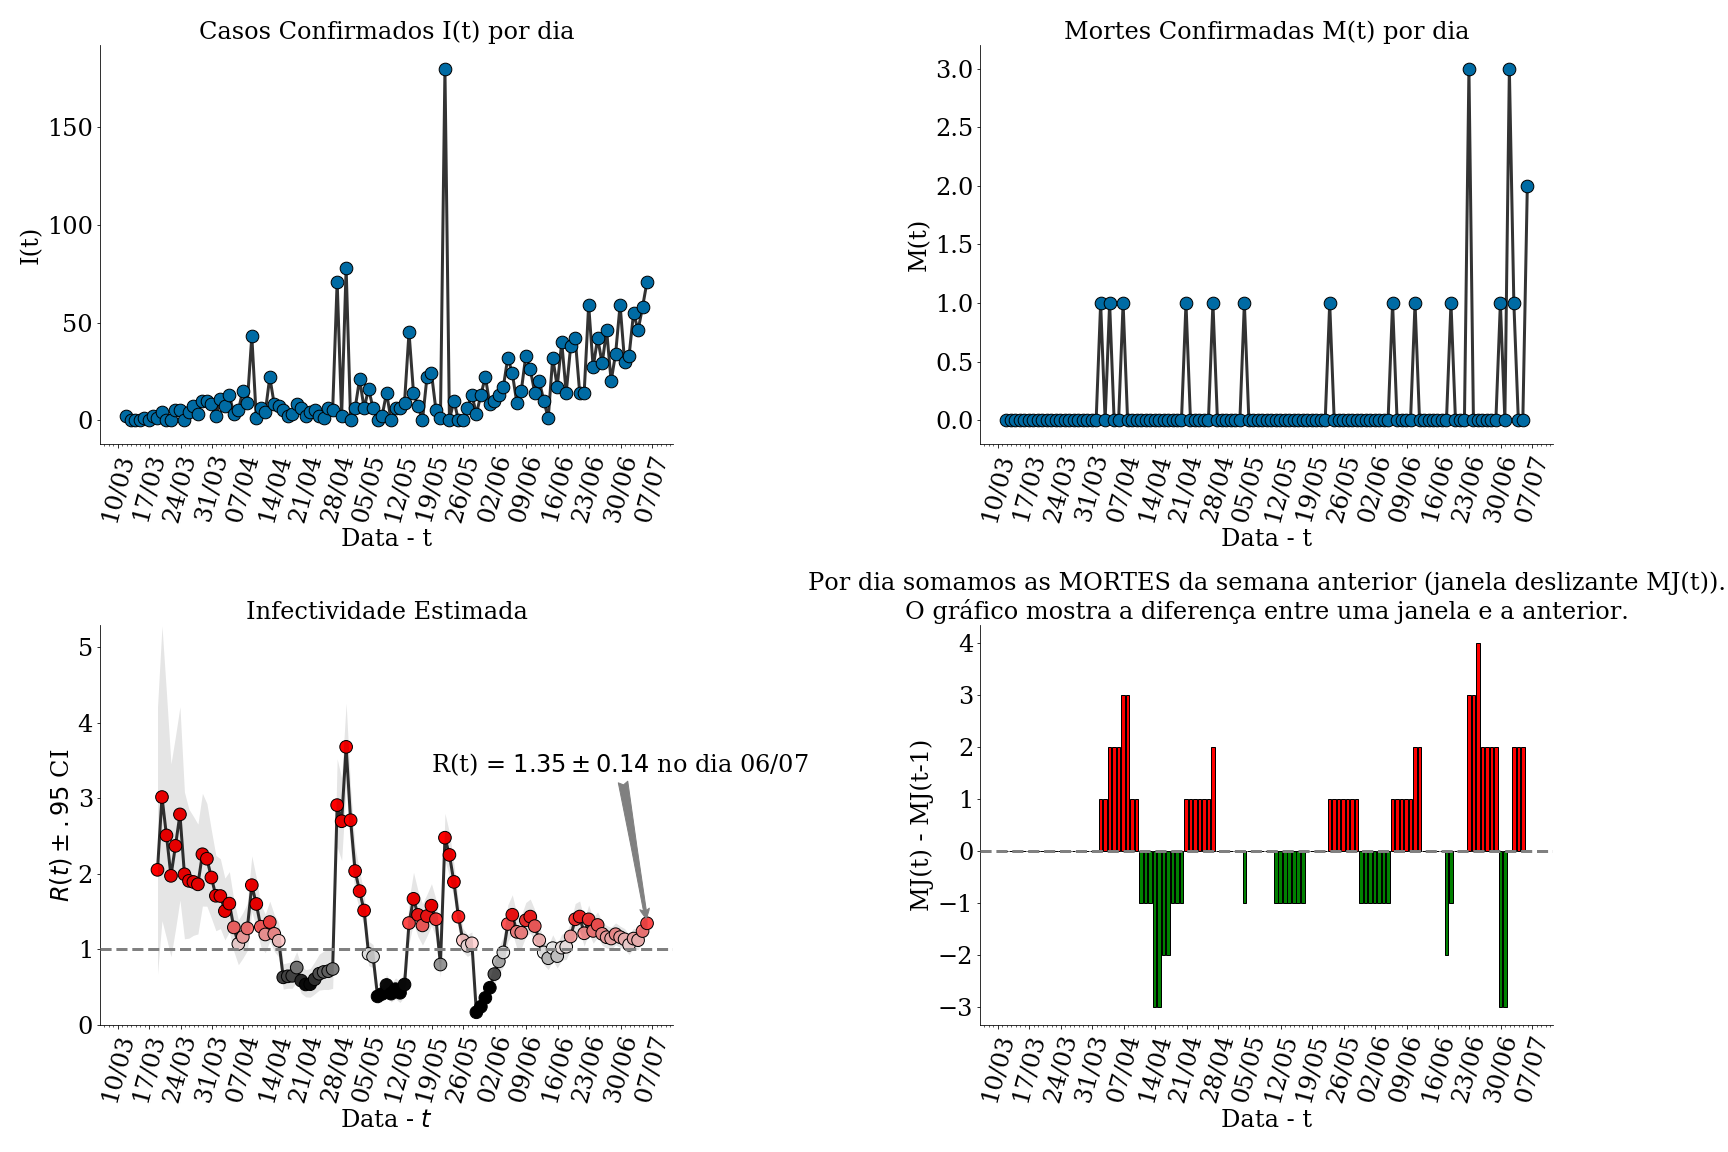 Casos Confirmados I(t) por dia
I(t)
150
100
50
0
10/03 17/03 24/03 31/03 07/04 14/04 21/04 28/04 05/05 12/05 19/05 26/05 02/06 09/06 16/06 23/06 30/06 07/07
Data - t
Mortes Confirmadas M(t) por dia
M(t)
3.0
2.5
2.0
1.5
1.0
0.5
0.0
10/03 17/03 24/03 31/03 07/04 14/04 21/04 28/04 05/05 12/05 19/05 26/05 02/06 09/06 16/06 23/06 30/06 07/07
Data - t
Infectividade Estimada
R(t) ± .95 CI
5
4
3
2
1
0
R(t) = 1.35 ± 0.14 no dia 06/07
10/03 17/03 24/03 31/03 07/04 14/04 21/04 28/04 05/05 12/05 19/05 26/05 02/06 09/06 16/06 23/06 30/06 07/07
Data - t
Por dia somamos as MORTES da semana anterior (janela deslizante MJ(t)).
O gráfico mostra a diferença entre uma janela e a anterior.
MJ(t) - MJ(t-1)
4
3
2
1
0
−1
−2
−3
10/03 17/03 24/03 31/03 07/04 14/04 21/04 28/04 05/05 12/05 19/05 26/05 02/06 09/06 16/06 23/06 30/06 07/07
Data - t